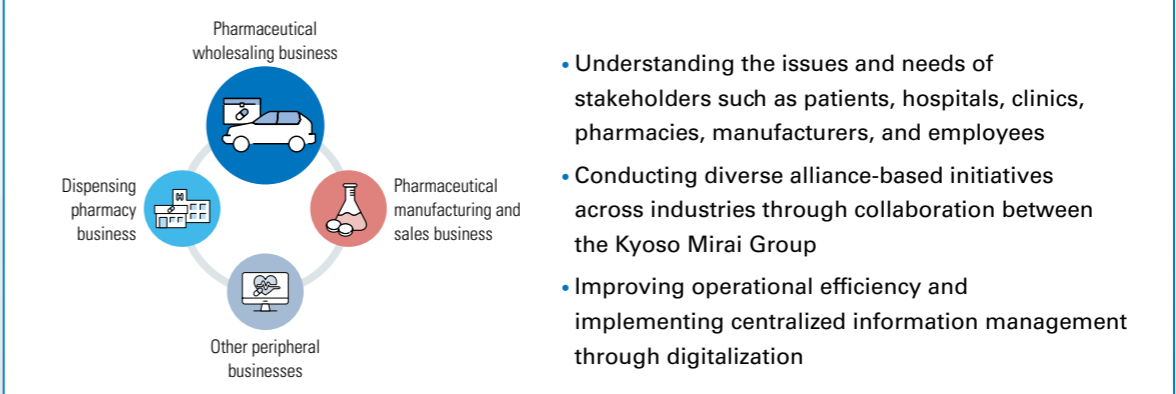 Pharmaceutical
wholesaling business
Dispensing
pharmacy
business
Pharmaceutical
manufacturing and
sales business
Other peripheral
businesses
• Understanding the issues and needs of
stakeholders such as patients, hospitals, clinics,
pharmacies, manufacturers, and employees
• Conducting diverse alliance-based initiatives
across industries through collaboration between
the Kyoso Mirai Group
• Improving operational efficiency and
implementing centralized information management
through digitalization